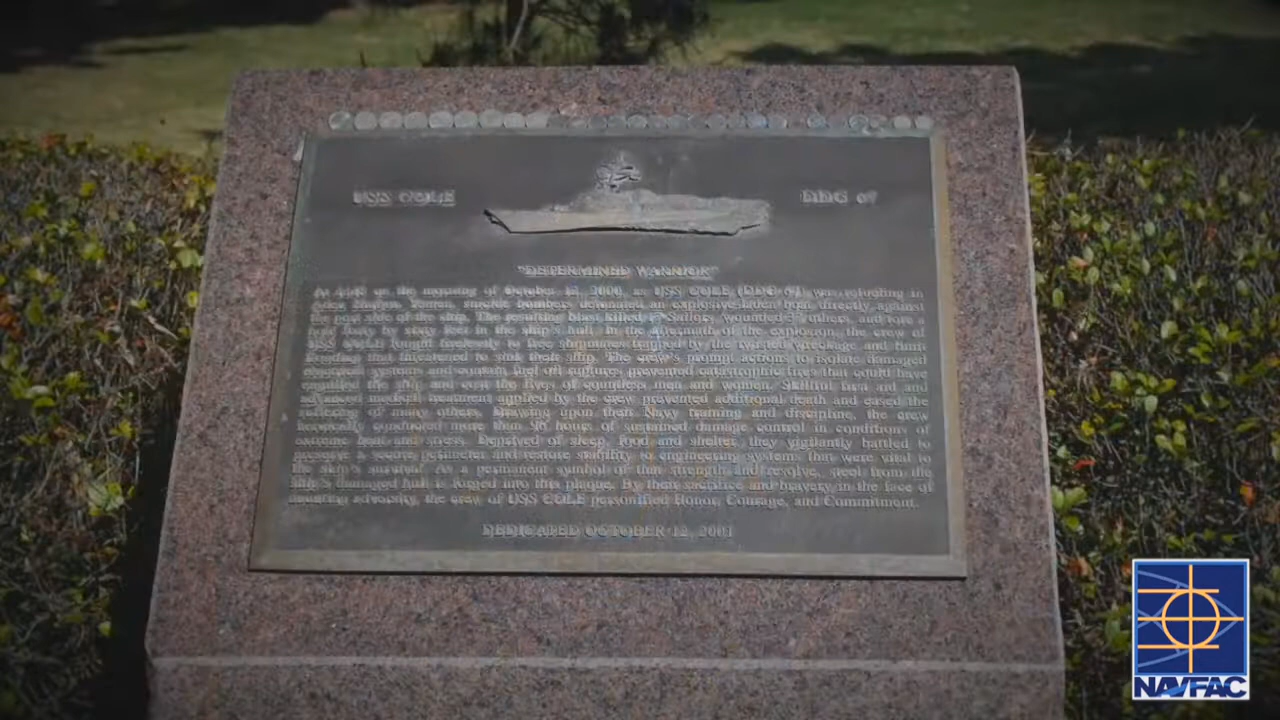 USS COLE
DDG 67
"DETERMINED WARRIOR"
on the morning of October 12, 2000, as USS COLE (DDG 67) was refueling in
Yemen, suicide bombers detonated an explosive-laden boat directly against
the port side of the ship. The resulting blast killed 17 Sailors, wounded 37 others, and tore a
hole forty by sixty feet in the ship's hull. In the aftermath of the explosion, the crew of
USS COLE fought tirelessly to free shipmates trapped by the twisted wreckage and limit
flooding that threatened to sink their ship. The crew's prompt actions to isolate damaged
electrical systems and contain fuel oil ruptures prevented catastrophic fires that could have
engulfed the ship and cost the lives of countless men and women. Skillful first aid and
advanced medical treatment applied by the crew prevented additional death and eased the
suffering of many others. Drawing upon their Navy training and discipline, the crew
heroically conducted more than 96 hours of sustained damage control in conditions of
extreme heat and stress. Deprived of sleep, food and shelter, they vigilantly battled to
preserve a secure perimeter and restore stability to engineering systems that were vital to
the ship's survival. As a permanent symbol of their strength and resolve, steel from the
ship's damaged hull is forged into this plaque. By their sacrifice and bravery in the face of
adversity, the crew of USS COLE personified Honor, Courage, and Commitment.
DEDICATED OCTOBER 12, 2001
NAVFAC